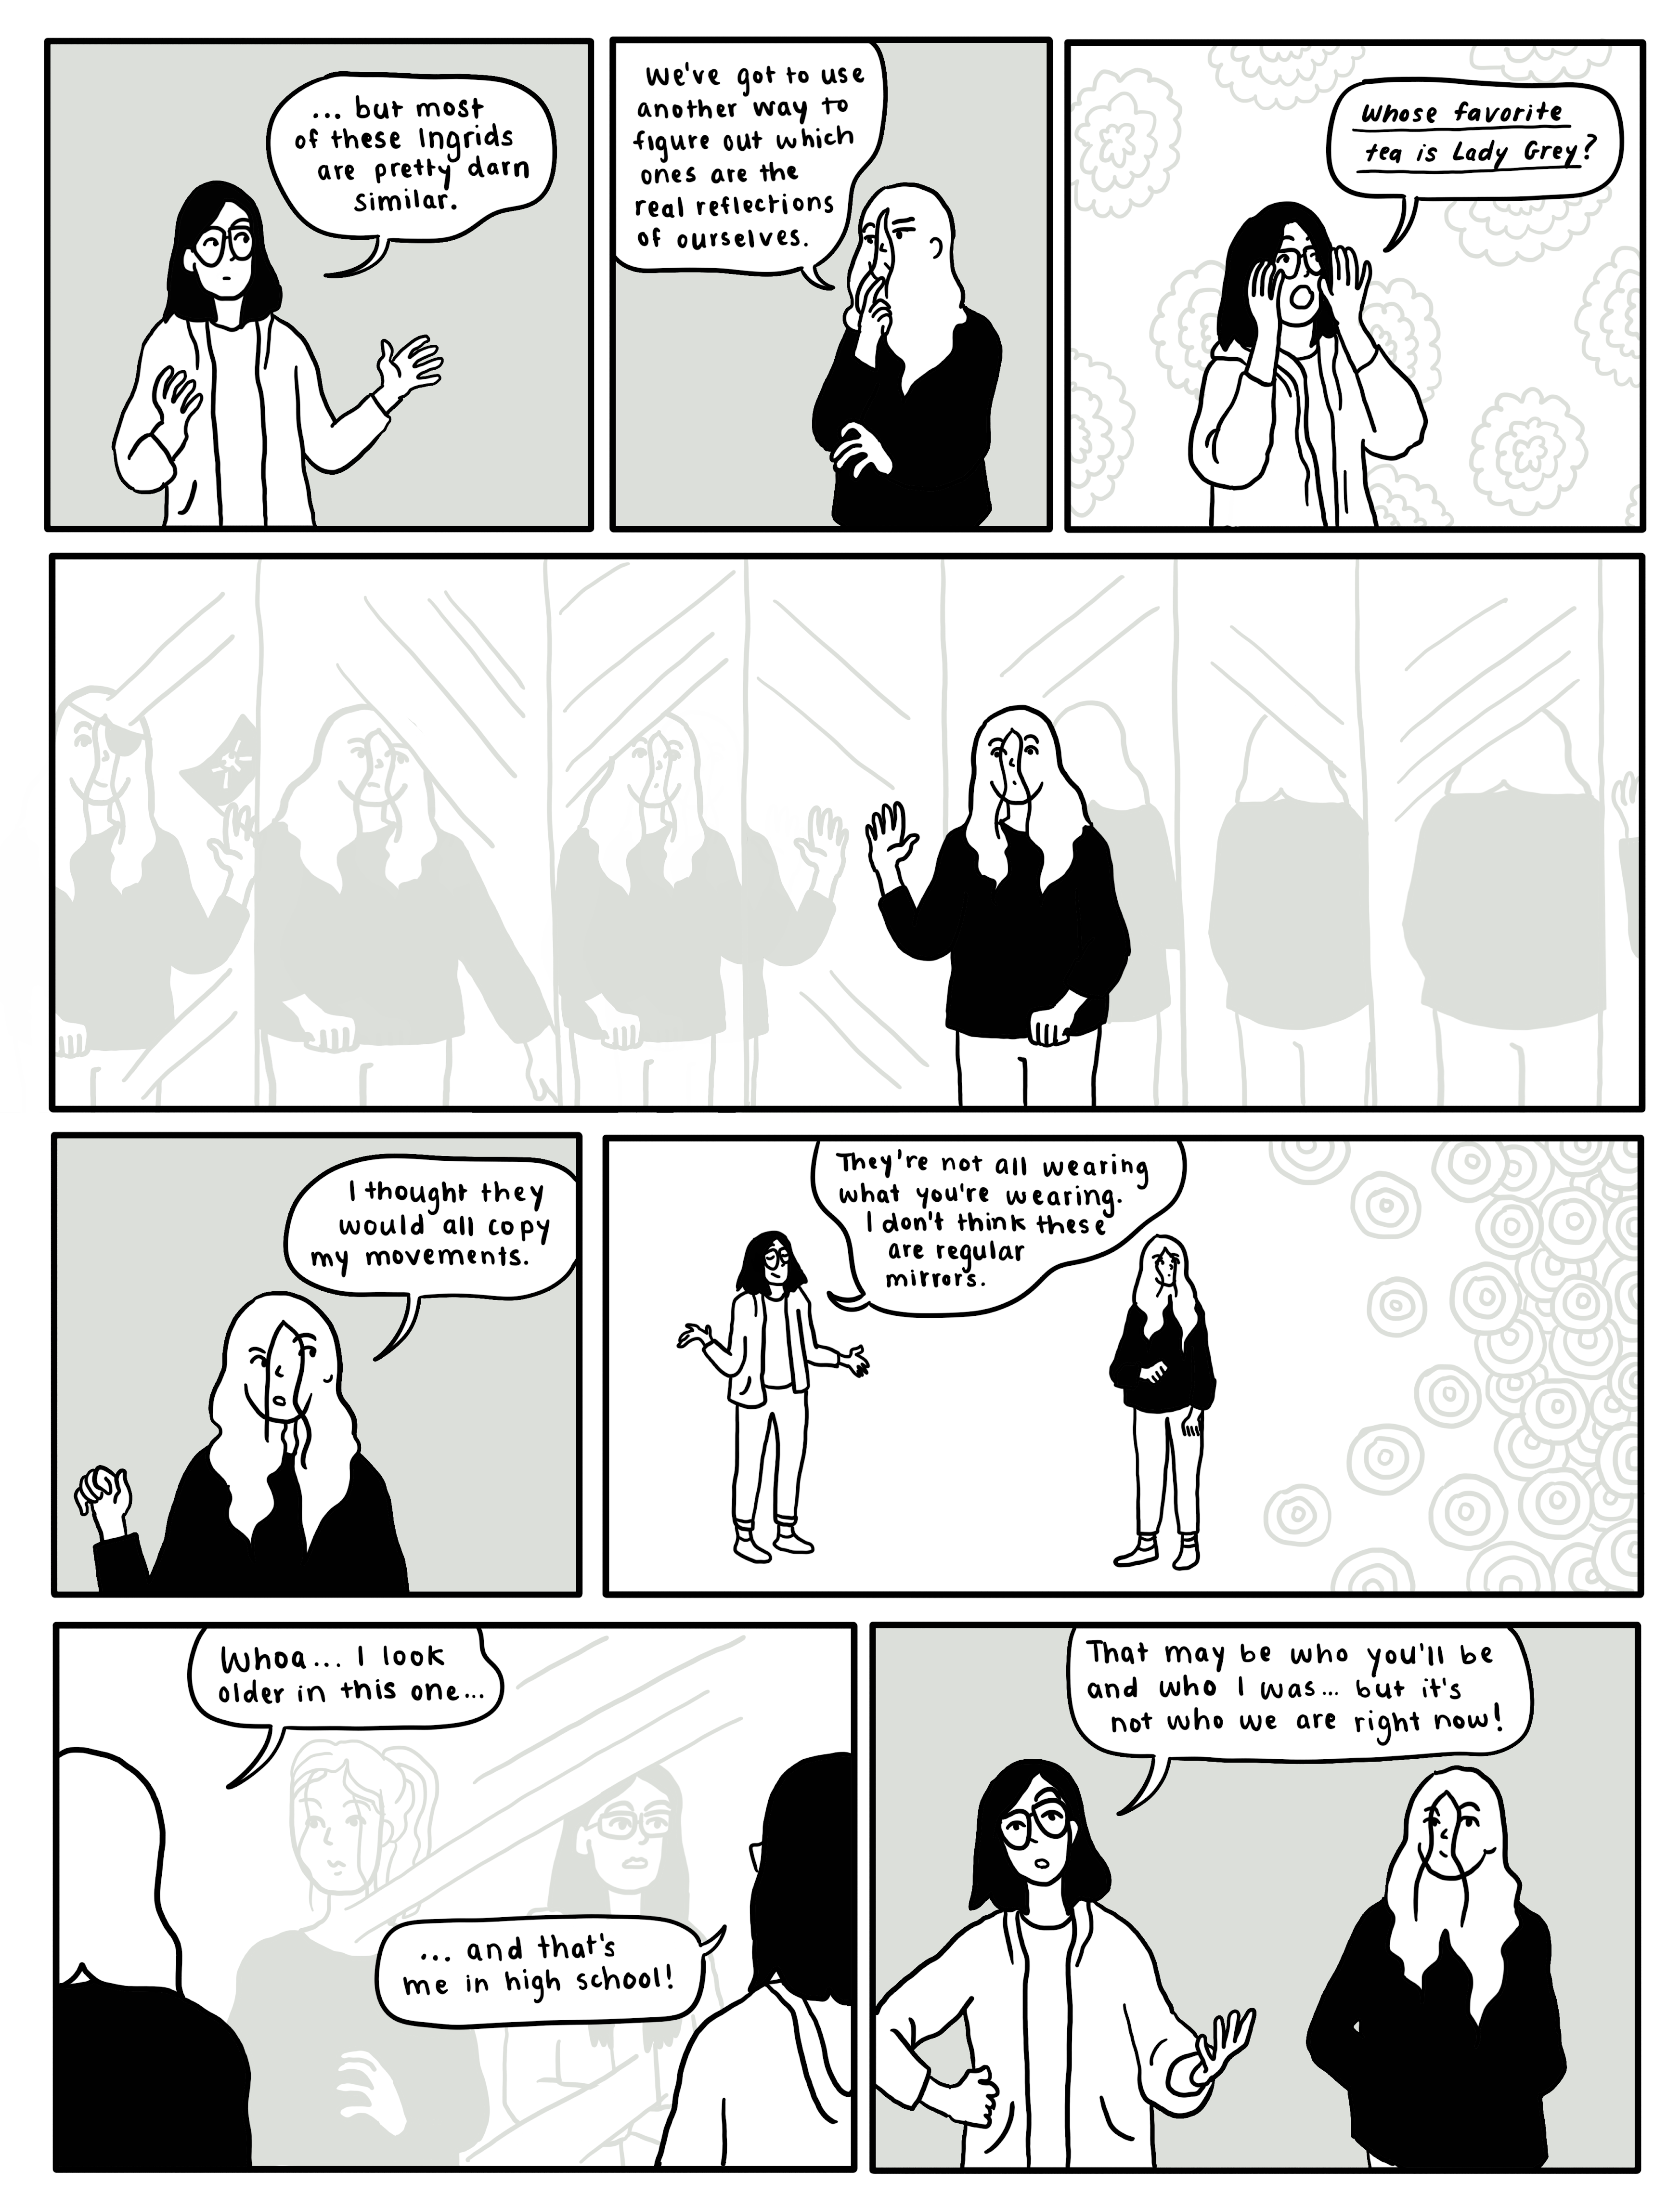 ... but most
of these Ingrids
are pretty darn
similar.
We've got to use
another way to
figure out which
ones are the
real reflections
of ourselves.
Whose favorite
tea is Lady Grey?
I thought they
would all copy
my movements.
They're not all wearing
what you're wearing.
I don't think these
are regular
mirrors.
Whoa... I look
older in this one...
... and that's
me in high school!
That may be who you'll be
and who I was... but it's
not who we are right now!